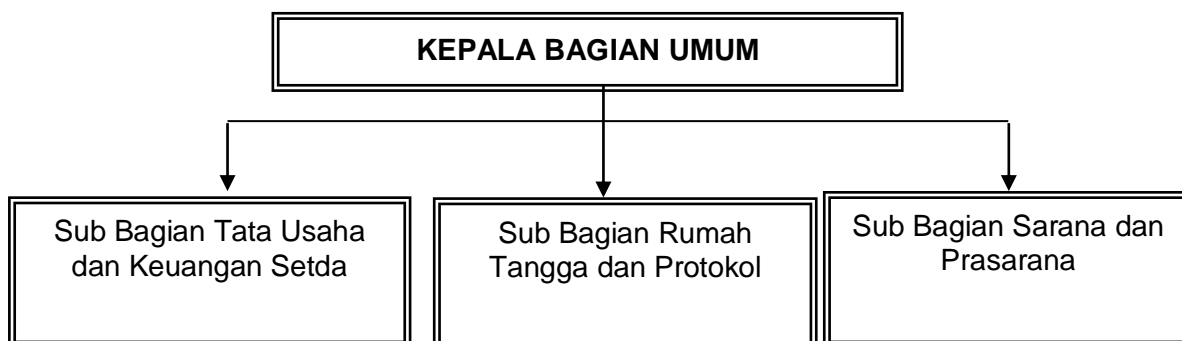 KEPALA BAGIAN UMUM
Sub Bagian Tata Usaha
dan Keuangan Setda
Sub Bagian Rumah
Tangga dan Protokol
Sub Bagian Sarana dan
Prasarana